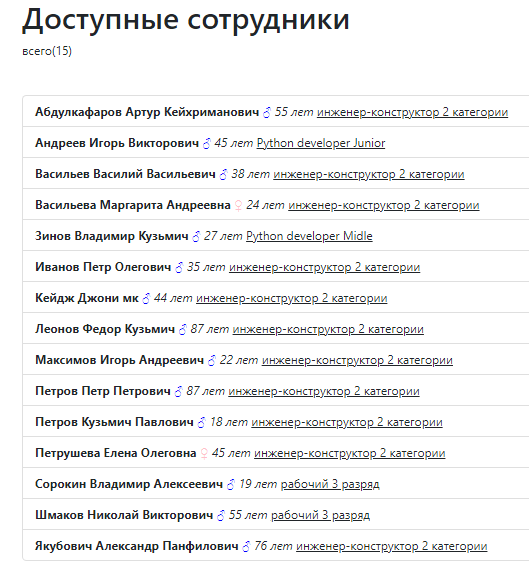 Доступные сотрудники
всего(15)
Абдулкафаров Артур Кейхриманович ♂ 55 лет инженер-конструктор 2 категории
Андреев Игорь Викторович ♂ 45 лет Python developer Junior
Васильев Василий Васильевич ♂ 38 лет инженер-конструктор 2 категории
Васильева Маргарита Андреевна ♀ 24 лет инженер-конструктор 2 категории
Зинов Владимир Кузьмич ♂ 27 лет Python developer Midle
Иванов Петр Олегович ♂ 35 лет инженер-конструктор 2 категории
Кейдж Джони мк ♂ 44 лет инженер-конструктор 2 категории
Леонов Федор Кузьмич ♂ 87 лет инженер-конструктор 2 категории
Максимов Игорь Андреевич ♂ 22 лет инженер-конструктор 2 категории
Петров Петр Петрович ♂ 87 лет инженер-конструктор 2 категории
Петров Кузьмич Павлович ♂ 18 лет инженер-конструктор 2 категории
Петрушева Елена Олеговна ♀ 45 лет инженер-конструктор 2 категории
Сорокин Владимир Алексеевич ♂ 19 лет рабочий 3 разряд
Шмаков Николай Викторович ♂ 55 лет рабочий 3 разряд
Якубович Александр Панфилович ♂ 76 лет инженер-конструктор 2 категории